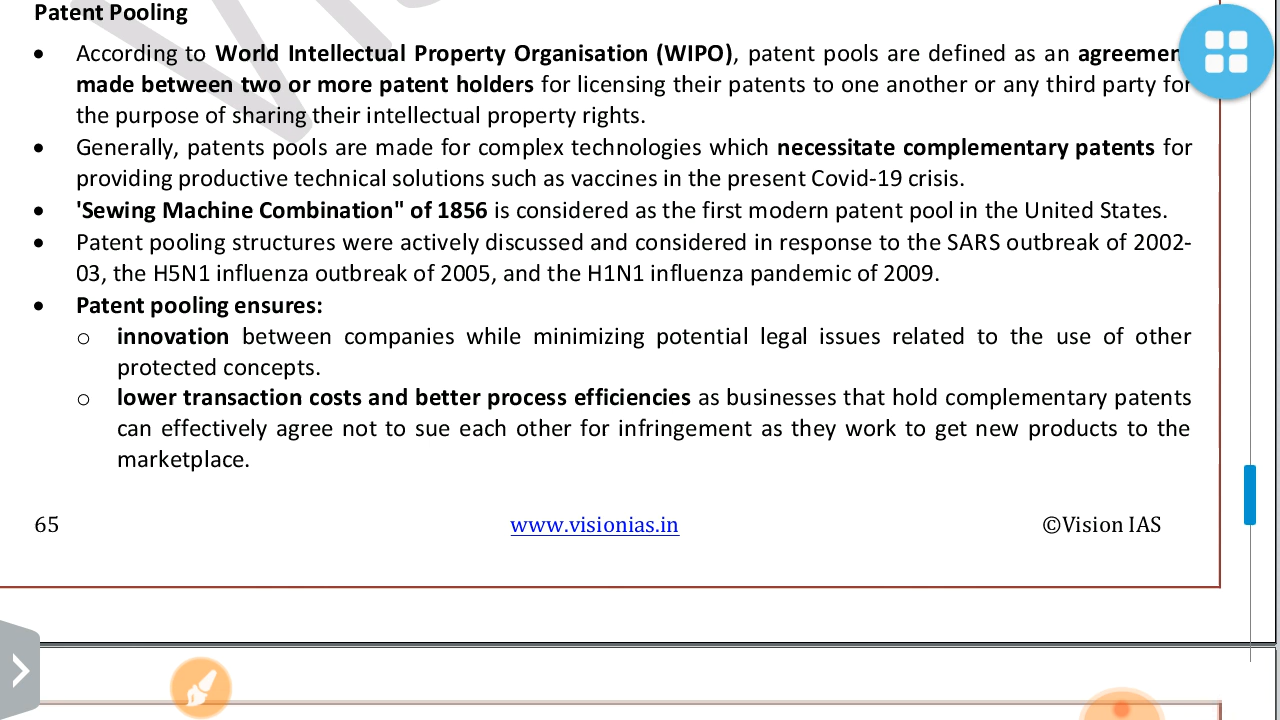 Patent Pooling
• According to World Intellectual Property Organisation (WIPO), patent pools are defined as an agreemen
made between two or more patent holders for licensing their patents to one another or any third party for
the purpose of sharing their intellectual property rights.
• Generally, patents pools are made for complex technologies which necessitate complementary patents for
providing productive technical solutions such as vaccines in the present Covid-19 crisis.
• 'Sewing Machine Combination" of 1856 is considered as the first modern patent pool in the United States.
• Patent pooling structures were actively discussed and considered in response to the SARS outbreak of 2002-
03, the H5N1 influenza outbreak of 2005, and the H1N1 influenza pandemic of 2009.
• Patent pooling ensures:
o innovation between companies while minimizing potential legal issues related to the use of other
protected concepts.
o lower transaction costs and better process efficiencies as businesses that hold complementary patents
can effectively agree not to sue each other for infringement as they work to get new products to the
marketplace.
65 www.visionias.in ©Vision IAS